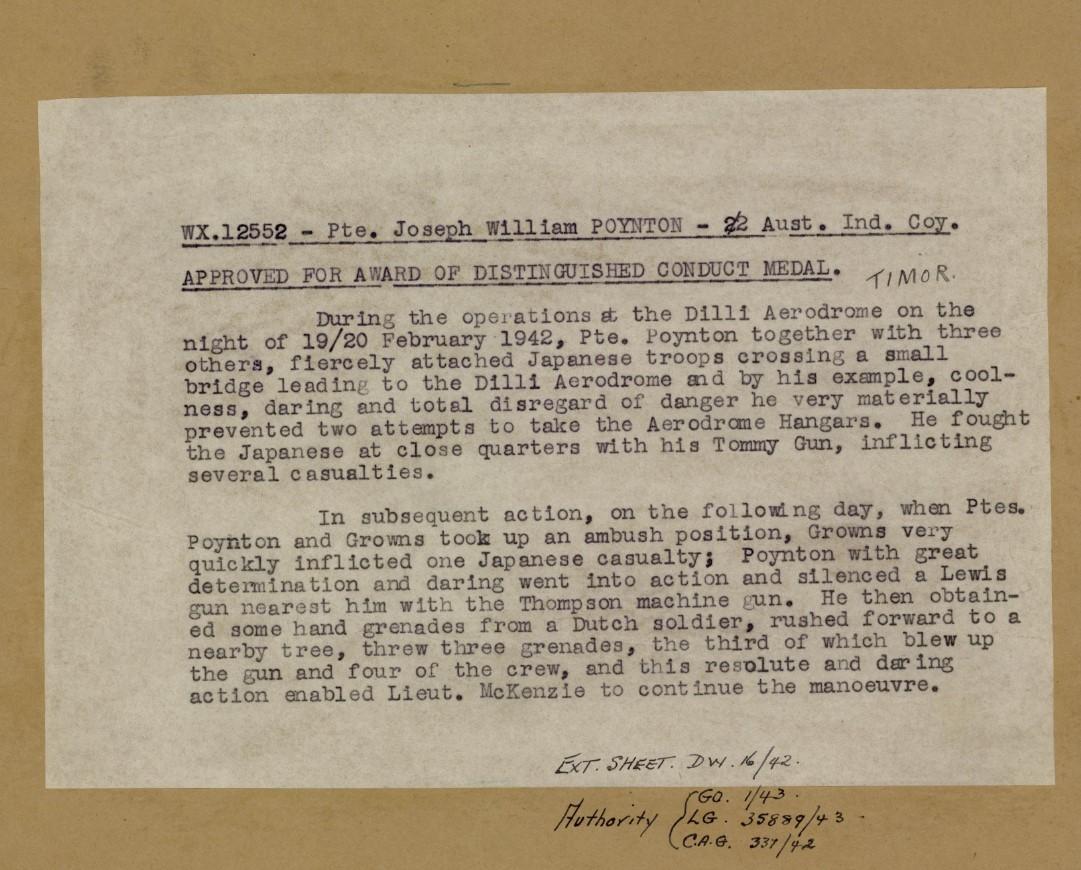 WX.12552 - Pte. Joseph William POYNTON - 2/2 Aust. Ind. Coy.
APPROVED FOR AWARD OF DISTINGUISHED CONDUCT MEDAL.
TIMOR.
During the operations at the Dilli Aerodrome on the
night of 19/20 February 1942, Pte. Poynton together with three
others, fiercely attached Japanese troops crossing a small
bridge leading to the Dilli Aerodrome and by his example, cool-
ness, daring and total disregard of danger he very materially
prevented two attempts to take the Aerodrome Hangars. He fought
the Japanese at close quarters with his Tommy Gun, inflicting
several casualties.
In subsequent action, on the following day, when Ptes.
Poynton and Growns took up an ambush position, Growns very
quickly inflicted one Japanese casualty; Poynton with great
determination and daring went into action and silenced a Lewis
gun nearest him with the Thompson machine gun. He then obtain-
ed some hand grenades from a Dutch soldier, rushed forward to a
nearby tree, threw three grenades, the third of which blew up
the gun and four of the crew, and this resolute and daring
action enabled Lieut. McKenzie to continue the manoeuvre.
EXT. SHEET. DW. 16/42.
Authority
GO. 1/43.
LG. 35889/43.
C.A.G. 337/42